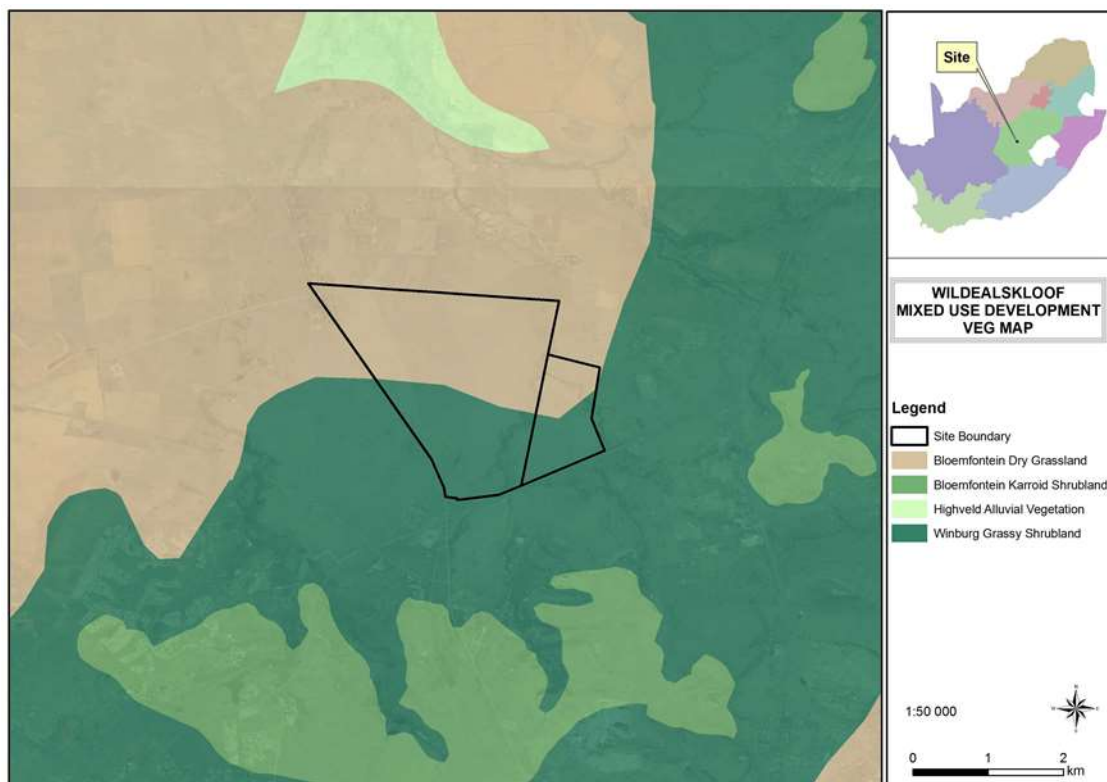 Site
WILDEALSKLOOF
MIXED USE DEVELOPMENT
VEG MAP
Legend
Site Boundary
Bloemfontein Dry Grassland
Bloemfontein Karroid Shrubland
Highveld Alluvial Vegetation
Winburg Grassy Shrubland
1:50 000
0 1 2
km